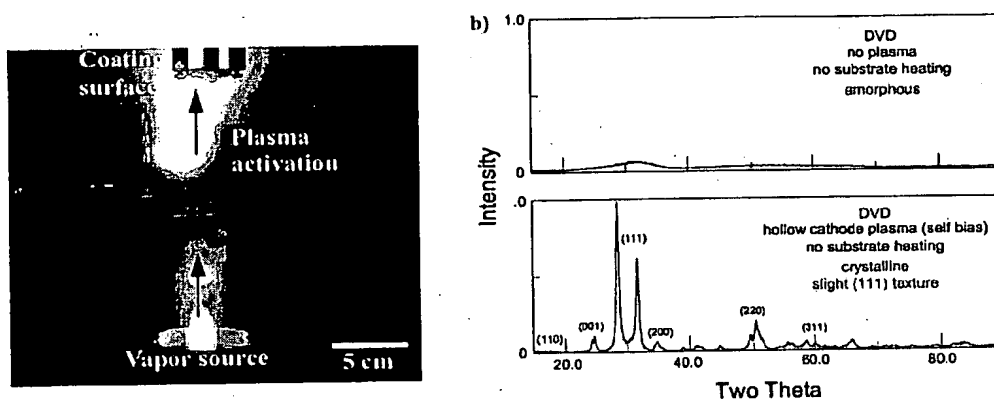 Coating
surface
Plasma
activation
Vapor source
5 cm
b)
1.0
DVD
no plasma
no substrate heating
amorphous
0
Intensity
.0
DVD
hollow cathode plasma (self bias)
no substrate heating
crystalline
slight (111) texture
(111)
(110)
(001)
(200)
(220)
(311)
0
20.0
40.0
60.0
80.0
Two Theta